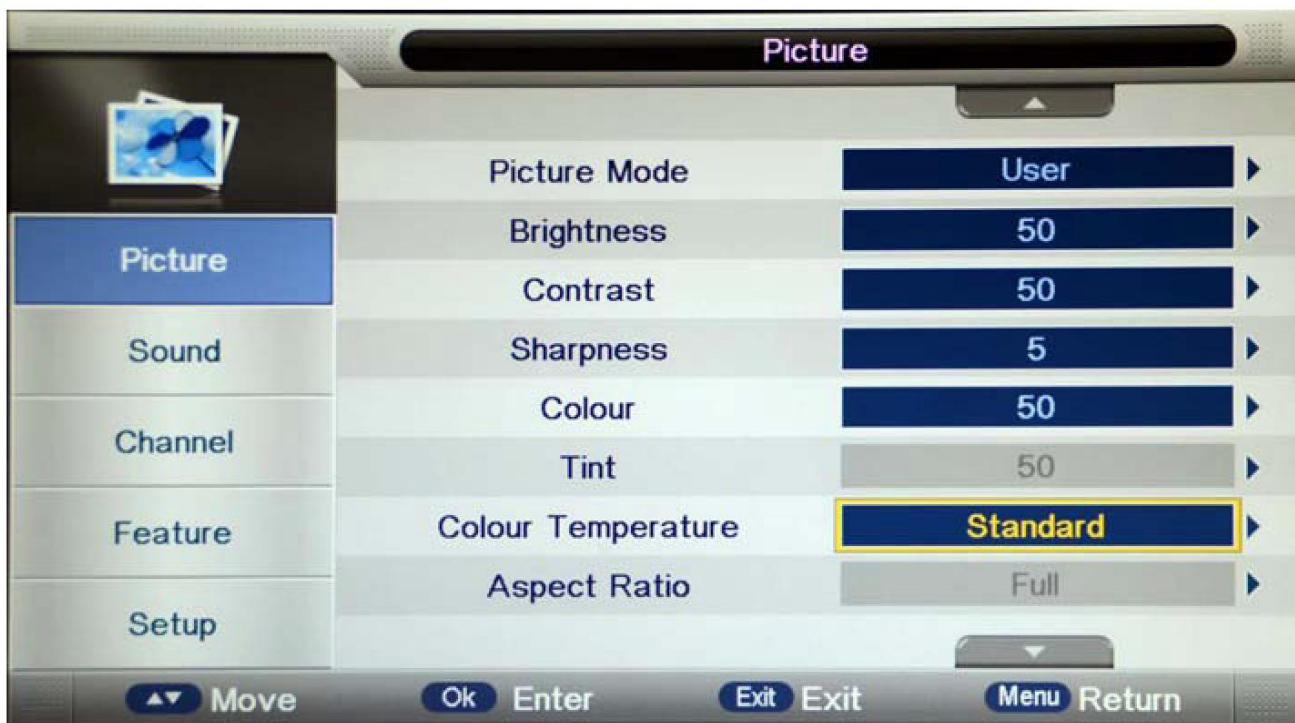 Picture
Picture
Sound
Channel
Feature
Setup
Picture Mode User
Brightness 50
Contrast 50
Sharpness 5
Colour 50
Tint 50
Colour Temperature Standard
Aspect Ratio Full
Move Ok Enter Exit Exit Menu Return